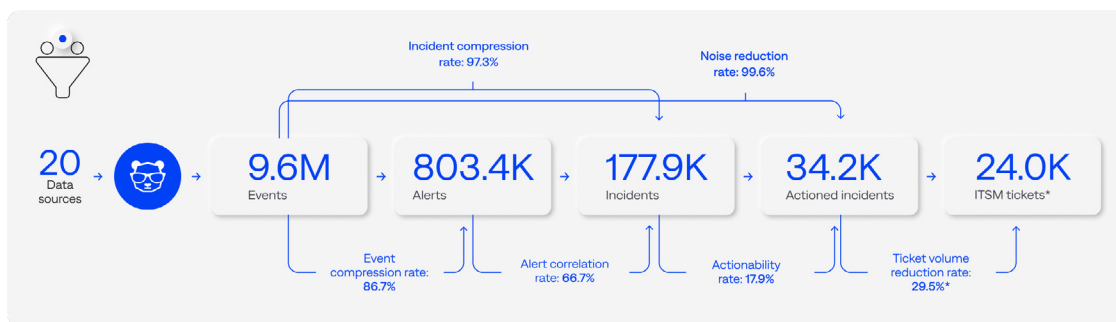 Incident compression
rate: 97.3%
Noise reduction
rate: 99.6%
20
Data
sources
9.6M
Events
803.4K
Alerts
177.9K
Incidents
34.2K
Actioned incidents
24.0K
ITSM tickets*
Event
compression rate:
86.7%
Alert correlation
rate: 66.7%
Actionability
rate: 17.9%
Ticket volume
reduction rate:
29.5%*